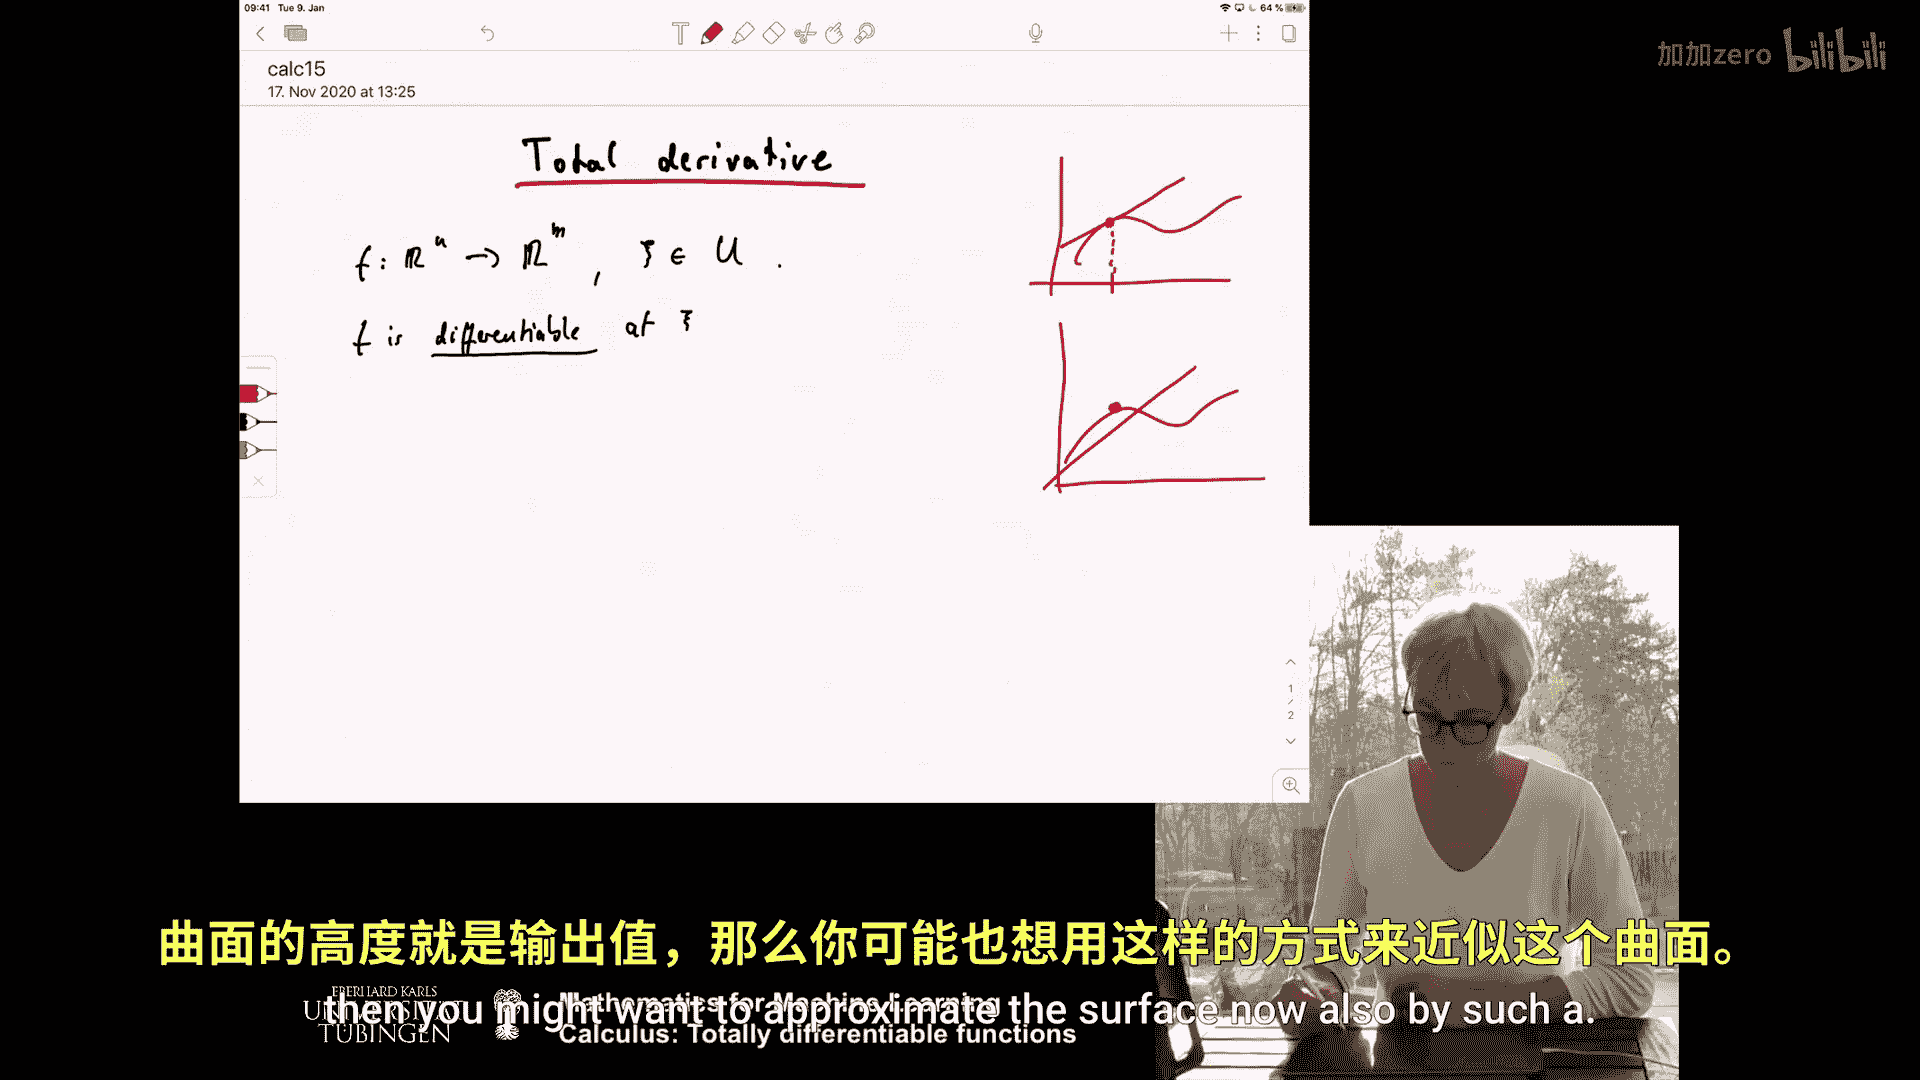 09:41 Tue 9. Jan
64 %
加加zero bilibili
calc15
17. Nov 2020 at 13:25
Total derivative
f: ℝⁿ → ℝᵐ, ξ ∈ U .
f is differentiable at ξ
1
/
2
曲面的高度就是输出值，那么你可能也想用这样的方式来近似这个曲面。
EBERHARD KARLS
UNIVERSITÄT
TÜBINGEN
Mathematics for Machine Learning
then you might want to approximate the surface now also by such a.
Calculus: Totally differentiable functions